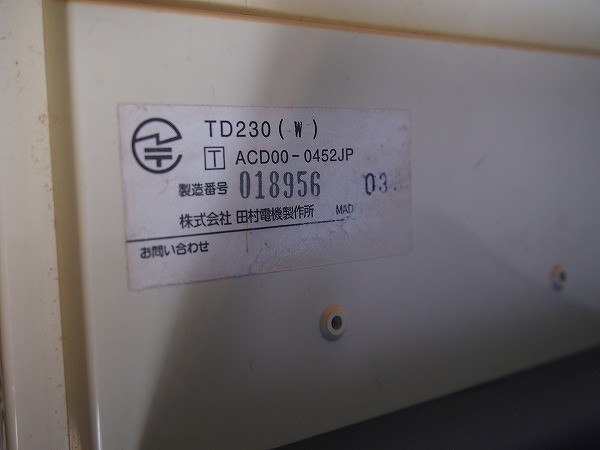 TD230(W)
T ACD00-0452JP
製造番号 018956 03
株式会社 田村電機製作所 MAD
お問い合わせ